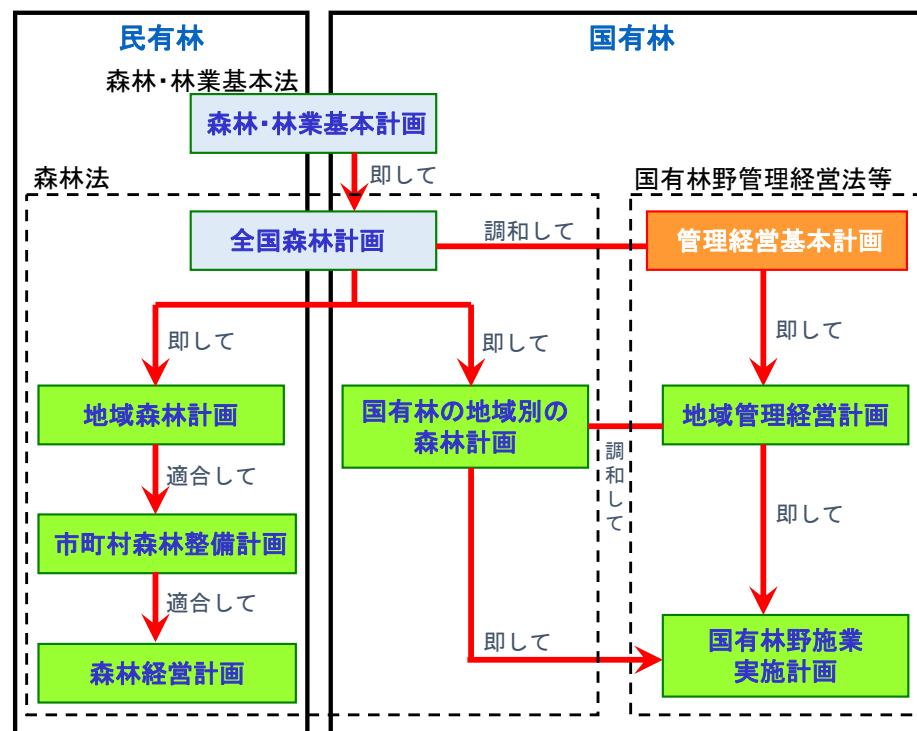 民有林
国有林
森林・林業基本法
森林・林業基本計画
即して
森林法
国有林野管理経営法等
全国森林計画
調和して
管理経営基本計画
即して
即して
即して
地域森林計画
国有林の地域別の
森林計画
地域管理経営計画
調和して
適合して
即して
市町村森林整備計画
適合して
即して
森林経営計画
国有林野施業
実施計画